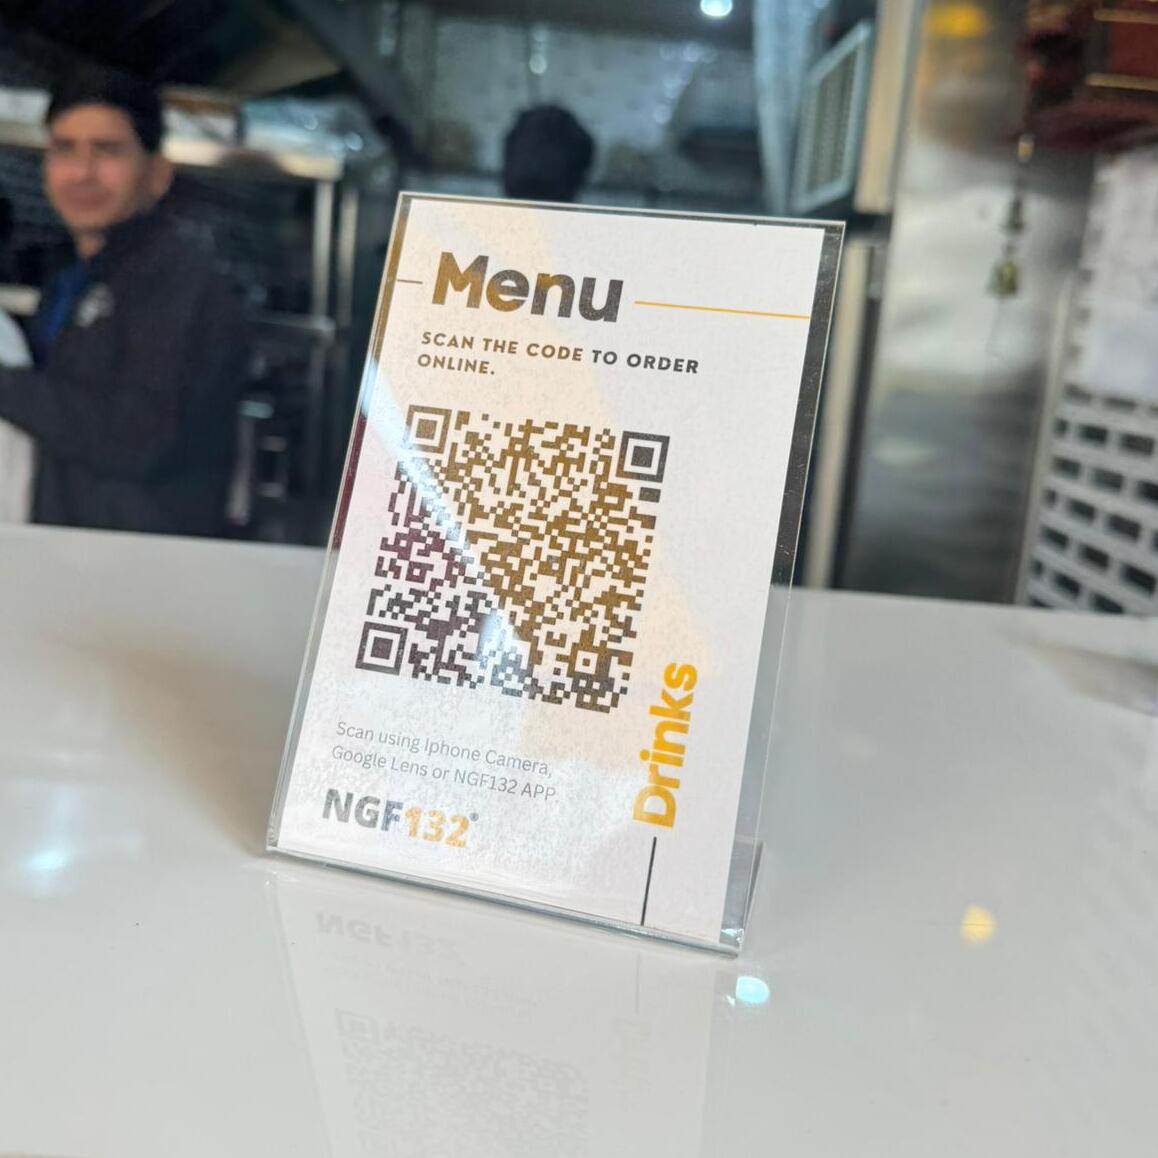 Menu
SCAN THE CODE TO ORDER
ONLINE.
Scan using Iphone Camera,
Google Lens or NGF132 APP.
NGF132®
Drinks